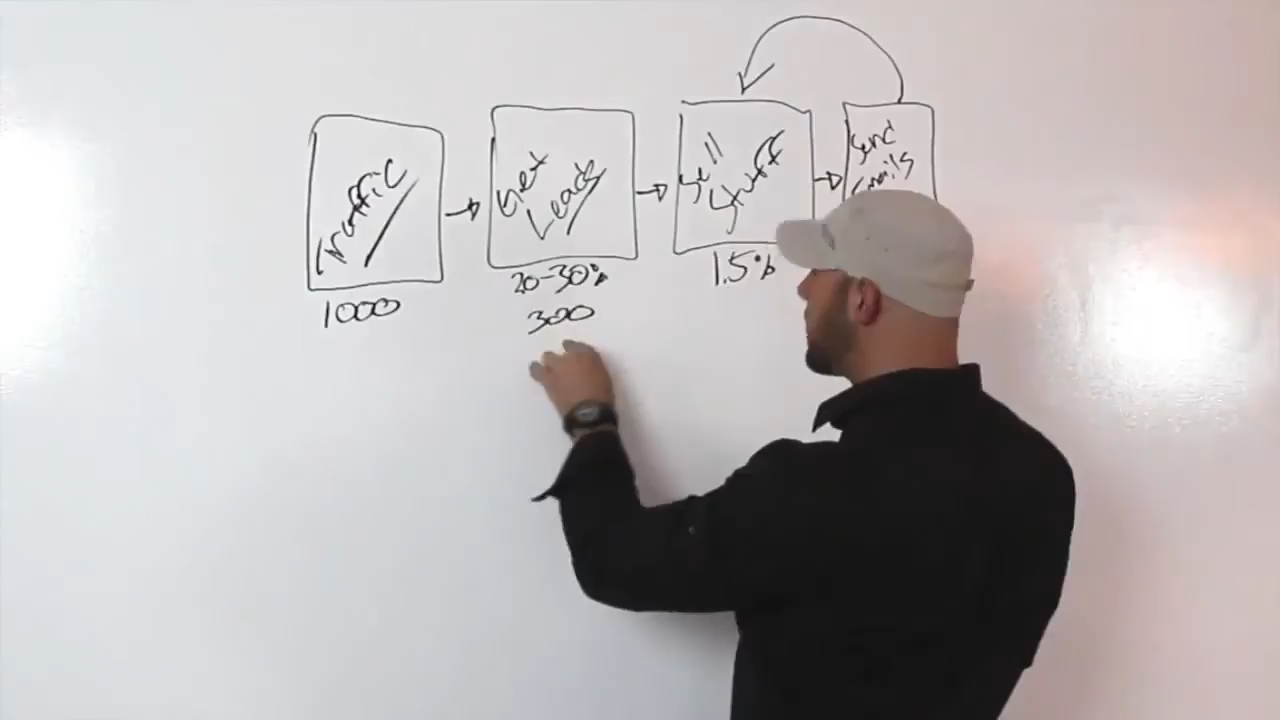 Traffic
1000
Get
Leads
20-30%
300
Sell
Stuff
1.5%
Send
Emails